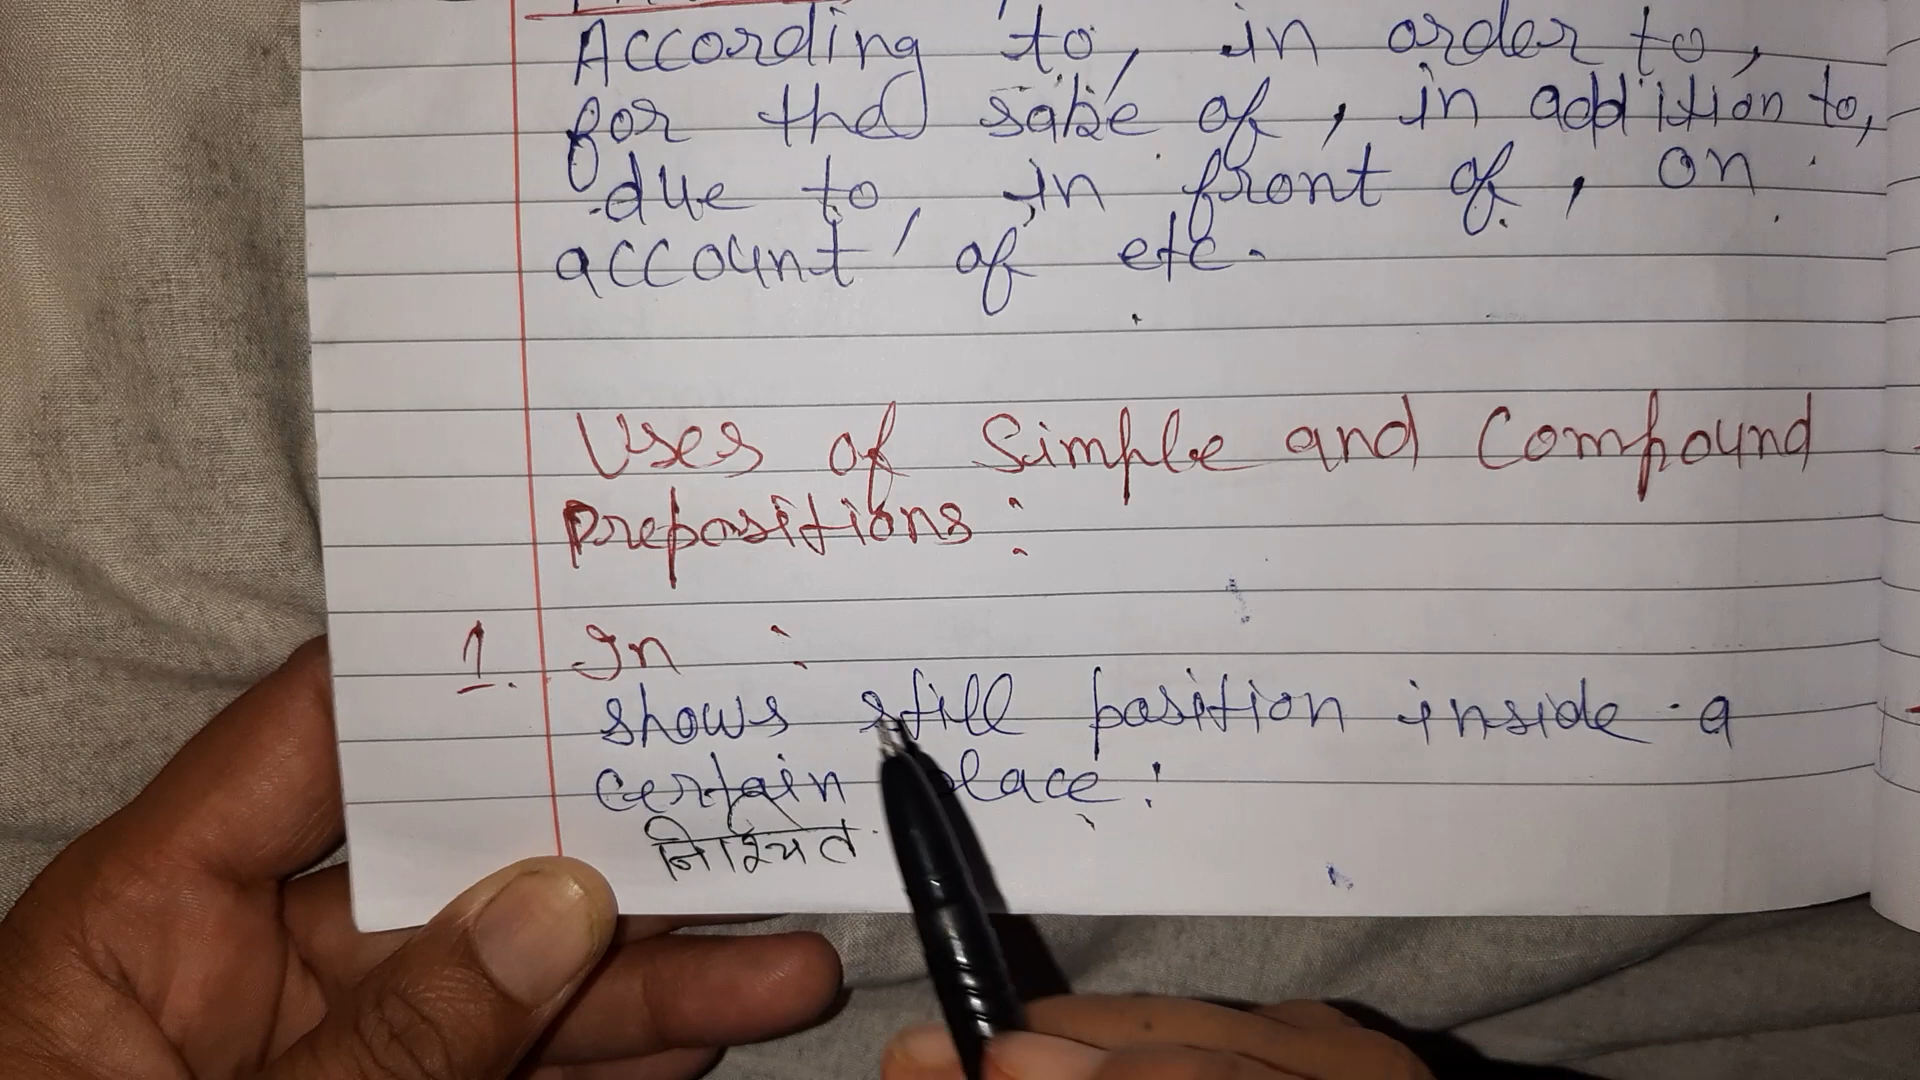 According to, in order to,
for the sake of, in addition to,
due to, in front of, on
account of etc.
Uses of Simple and Compound
Prepositions:
1. In :
shows still position inside a
certain place:
निश्चित